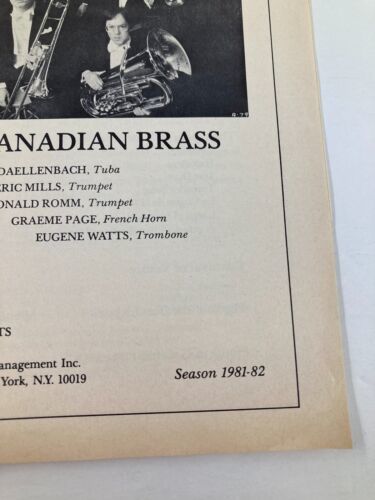 8-79
ANADIAN BRASS
DAELLENBACH, Tuba
ERIC MILLS, Trumpet
ONALD ROMM, Trumpet
GRAEME PAGE, French Horn
EUGENE WATTS, Trombone
TS
anagement Inc.
York, N.Y. 10019
Season 1981-82